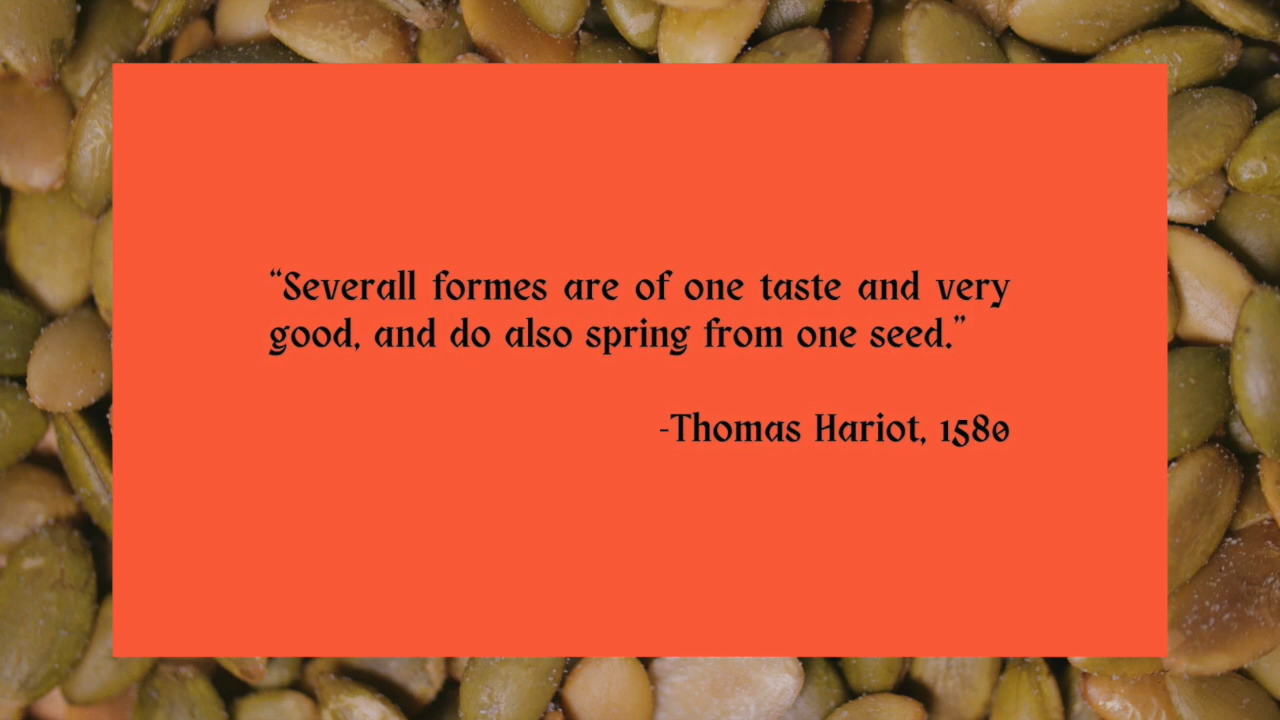 “Severall formes are of one taste and very
good, and do also spring from one seed.”
-Thomas Hariot, 1580